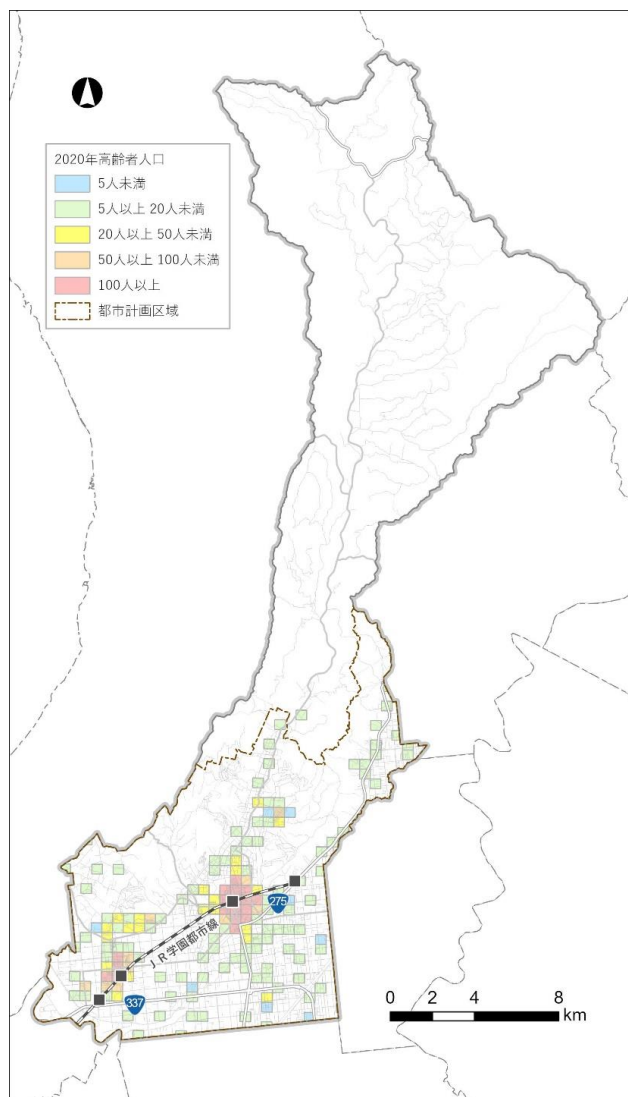 2020年高齢者人口
5人未満
5人以上 20人未満
20人以上 50人未満
50人以上 100人未満
100人以上
都市計画区域
275
JR学園都市線
337
0 2 4 8
km